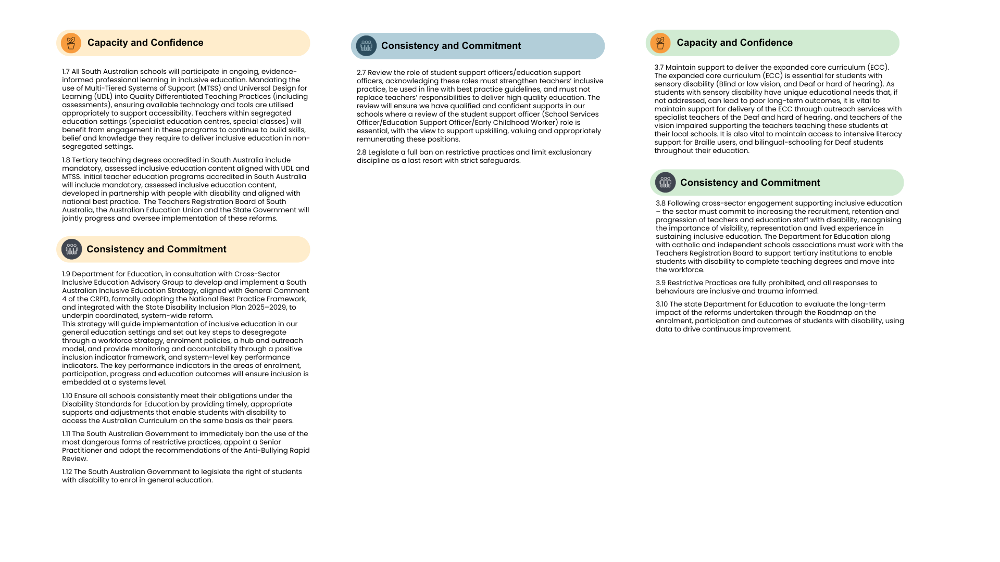 Capacity and Confidence
1.7 All South Australian schools will participate in ongoing, evidence-
informed professional learning in inclusive education. Mandating the
use of Multi-Tiered Systems of Support (MTSS) and Universal Design for
Learning (UDL) into Quality Differentiated Teaching Practices (including
assessments), ensuring available technology and tools are utilised
appropriately to support accessibility. Teachers within segregated
education settings (specialist education centres, special classes) will
benefit from engagement in these programs to continue to build skills,
belief and knowledge they require to deliver inclusive education in non-
segregated settings.
1.8 Tertiary teaching degrees accredited in South Australia include
mandatory, assessed inclusive education content aligned with UDL and
MTSS. Initial teacher education programs accredited in South Australia
will include mandatory, assessed inclusive education content,
developed in partnership with people with disability and aligned with
national best practice.  The Teachers Registration Board of South
Australia, the Australian Education Union and the State Government will
jointly progress and oversee implementation of these reforms.
Consistency and Commitment
1.9 Department for Education, in consultation with Cross-Sector
Inclusive Education Advisory Group to develop and implement a South
Australian Inclusive Education Strategy, aligned with General Comment
4 of the CRPD, formally adopting the National Best Practice Framework,
and integrated with the State Disability Inclusion Plan 2025–2029, to
underpin coordinated, system-wide reform.
This strategy will guide implementation of inclusive education in our
general education settings and set out key steps to desegregate
through a workforce strategy, enrolment policies, a hub and outreach
model, and provide monitoring and accountability through a positive
inclusion indicator framework, and system-level key performance
indicators. The key performance indicators in the areas of enrolment,
participation, progress and education outcomes will ensure inclusion is
embedded at a systems level.
1.10 Ensure all schools consistently meet their obligations under the
Disability Standards for Education by providing timely, appropriate
supports and adjustments that enable students with disability to
access the Australian Curriculum on the same basis as their peers.
1.11 The South Australian Government to immediately ban the use of the
most dangerous forms of restrictive practices, appoint a Senior
Practitioner and adopt the recommendations of the Anti-Bullying Rapid
Review.
1.12 The South Australian Government to legislate the right of students
with disability to enrol in general education.
Consistency and Commitment
2.7 Review the role of student support officers/education support
officers, acknowledging these roles must strengthen teachers’ inclusive
practice, be used in line with best practice guidelines, and must not
replace teachers’ responsibilities to deliver high quality education. The
review will ensure we have qualified and confident supports in our
schools where a review of the student support officer (School Services
Officer/Education Support Officer/Early Childhood Worker) role is
essential, with the view to support upskilling, valuing and appropriately
remunerating these positions.
2.8 Legislate a full ban on restrictive practices and limit exclusionary
discipline as a last resort with strict safeguards.
Capacity and Confidence
3.7 Maintain support to deliver the expanded core curriculum (ECC).
The expanded core curriculum (ECC) is essential for students with
sensory disability (Blind or low vision, and Deaf or hard of hearing). As
students with sensory disability have unique educational needs that, if
not addressed, can lead to poor long-term outcomes, it is vital to
maintain support for delivery of the ECC through outreach services with
specialist teachers of the Deaf and hard of hearing, and teachers of the
vision impaired supporting the teachers teaching these students at
their local schools. It is also vital to maintain access to intensive literacy
support for Braille users, and bilingual-schooling for Deaf students
throughout their education.
Consistency and Commitment
3.8 Following cross-sector engagement supporting inclusive education
– the sector must commit to increasing the recruitment, retention and
progression of teachers and education staff with disability, recognising
the importance of visibility, representation and lived experience in
sustaining inclusive education. The Department for Education along
with catholic and independent schools associations must work with the
Teachers Registration Board to support tertiary institutions to enable
students with disability to complete teaching degrees and move into
the workforce.
3.9 Restrictive Practices are fully prohibited, and all responses to
behaviours are inclusive and trauma informed.
3.10 The state Department for Education to evaluate the long-term
impact of the reforms undertaken through the Roadmap on the
enrolment, participation and outcomes of students with disability, using
data to drive continuous improvement.